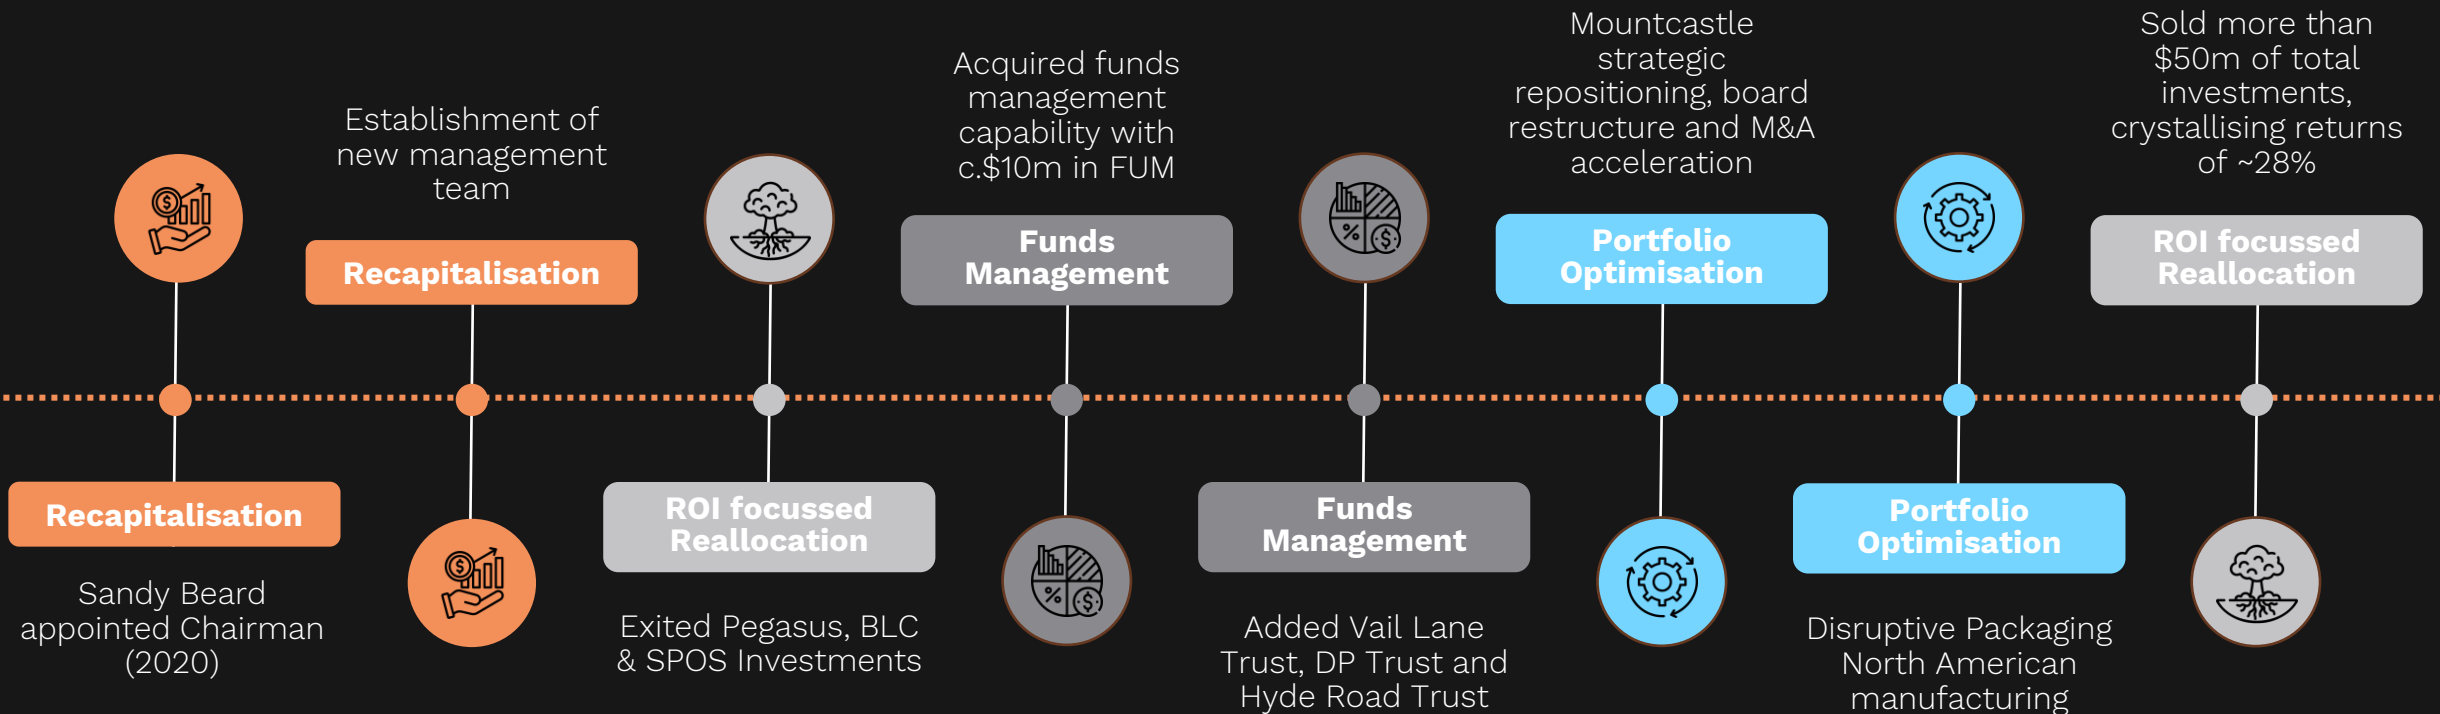 Recapitalisation
Sandy Beard
appointed Chairman
(2020)
Establishment of
new management
team
Recapitalisation
ROI focussed
Reallocation
Exited Pegasus, BLC
& SPOS Investments
Acquired funds
management
capability with
c.$10m in FUM
Funds
Management
Funds
Management
Added Vail Lane
Trust, DP Trust and
Hyde Road Trust
Mountcastle
strategic
repositioning, board
restructure and M&A
acceleration
Portfolio
Optimisation
Portfolio
Optimisation
Disruptive Packaging
North American
manufacturing
Sold more than
$50m of total
investments,
crystallising returns
of ~28%
ROI focussed
Reallocation